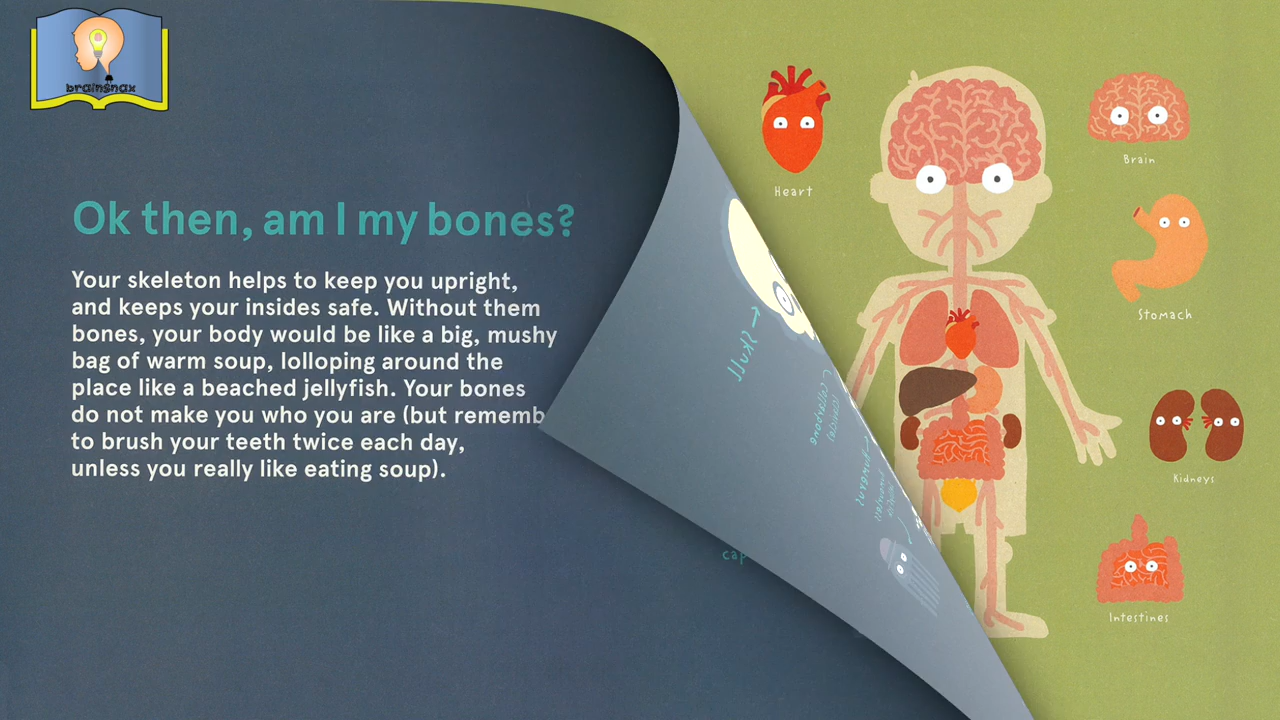 brainsnax
Ok then, am I my bones?
Your skeleton helps to keep you upright,
and keeps your insides safe. Without them
bones, your body would be like a big, mushy
bag of warm soup, lolloping around the
place like a beached jellyfish. Your bones
do not make you who you are (but rememb
to brush your teeth twice each day,
unless you really like eating soup).
cap
Skull
Heart
Brain
Stomach
Kidneys
Intestines